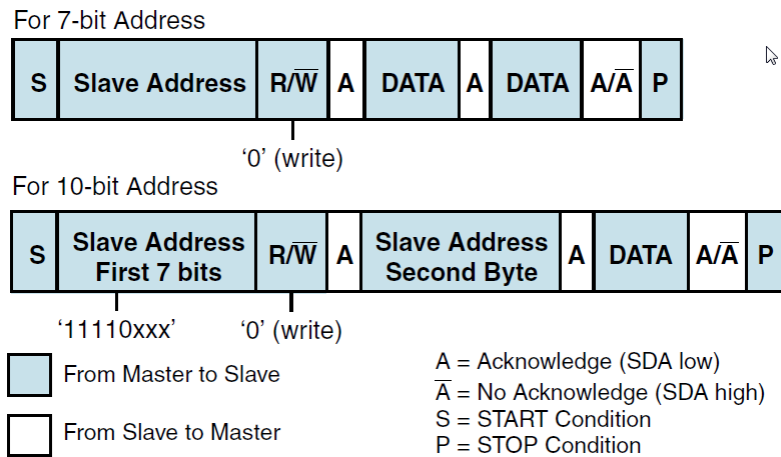 For 7-bit Address
S Slave Address R/W̅ A DATA A DATA A/A̅ P
‘0’ (write)
For 10-bit Address
S Slave Address First 7 bits R/W̅ A Slave Address Second Byte A DATA A/A̅ P
‘11110xxx’ ‘0’ (write)
From Master to Slave
From Slave to Master
A = Acknowledge (SDA low)
A̅ = No Acknowledge (SDA high)
S = START Condition
P = STOP Condition